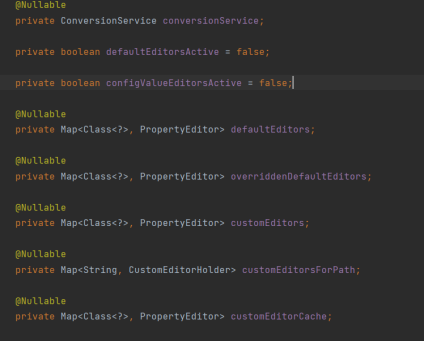 @Nullable
private ConversionService conversionService;
private boolean defaultEditorsActive = false;
private boolean configValueEditorsActive = false;
@Nullable
private Map<Class<?>, PropertyEditor> defaultEditors;
@Nullable
private Map<Class<?>, PropertyEditor> overriddenDefaultEditors;
@Nullable
private Map<Class<?>, PropertyEditor> customEditors;
@Nullable
private Map<String, CustomEditorHolder> customEditorsForPath;
@Nullable
private Map<Class<?>, PropertyEditor> customEditorCache;